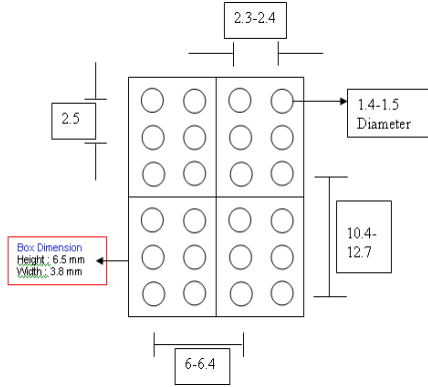 2.3-2.4
2.5
1.4-1.5
Diameter
10.4-
12.7
Box Dimension
Height : 6.5 mm
Width : 3.8 mm
6-6.4